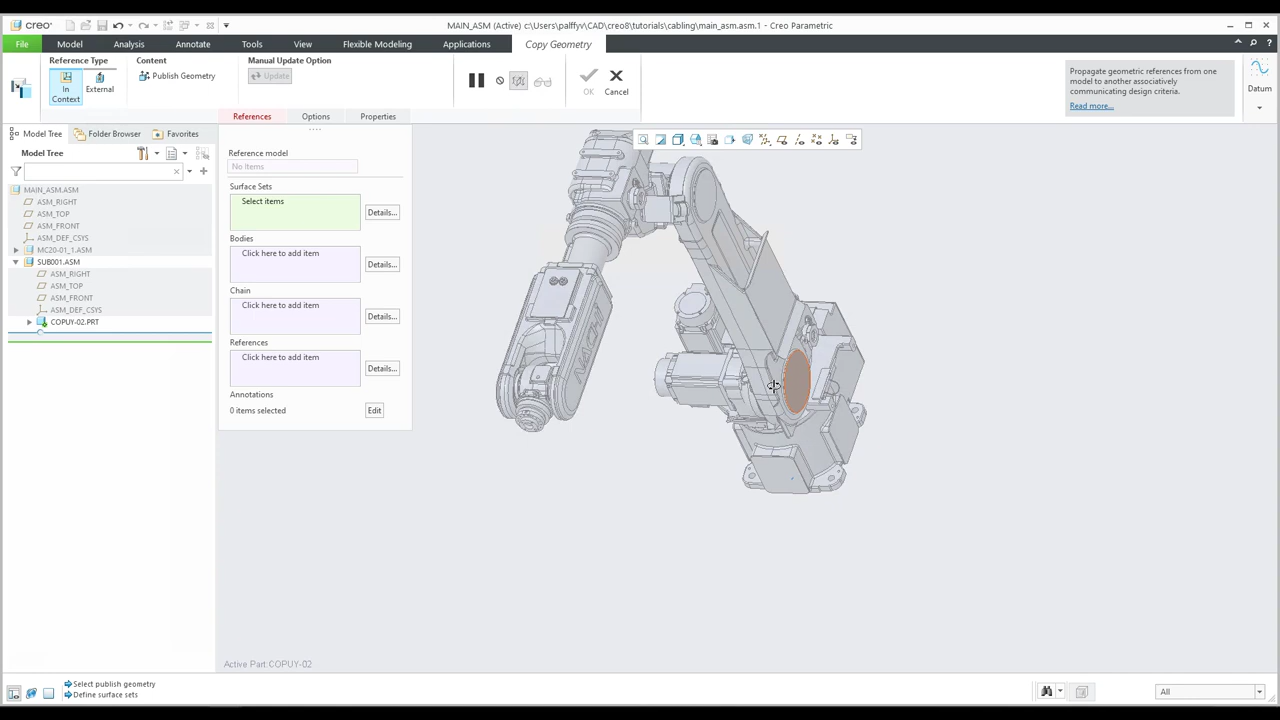 creo°
MAIN_ASM (Active) c:\Users\palffyv\CAD\creo8\tutorials\cabling\main_asm.asm.1 - Creo Parametric
File Model Analysis Annotate Tools View Flexible Modeling Applications Copy Geometry
Reference Type Content Manual Update Option
Publish Geometry
Update
In
Context
External
OK Cancel
Propagate geometric references from one
model to another associatively
communicating design criteria.
Read more...
Datum
References Options Properties
Model Tree Folder Browser Favorites
Model Tree
MAIN_ASM.ASM
ASM_RIGHT
ASM_TOP
ASM_FRONT
ASM_DEF_CSYS
MC20-01_1.ASM
SUB001.ASM
ASM_RIGHT
ASM_TOP
ASM_FRONT
ASM_DEF_CSYS
COPUY-02.PRT
Reference model
No Items
Surface Sets
Select items
Details...
Bodies
Click here to add item
Details...
Chain
Click here to add item
Details...
References
Click here to add item
Details...
Annotations
0 items selected Edit
NACHI
Active Part:COPUY-02
Select publish geometry
Define surface sets
All